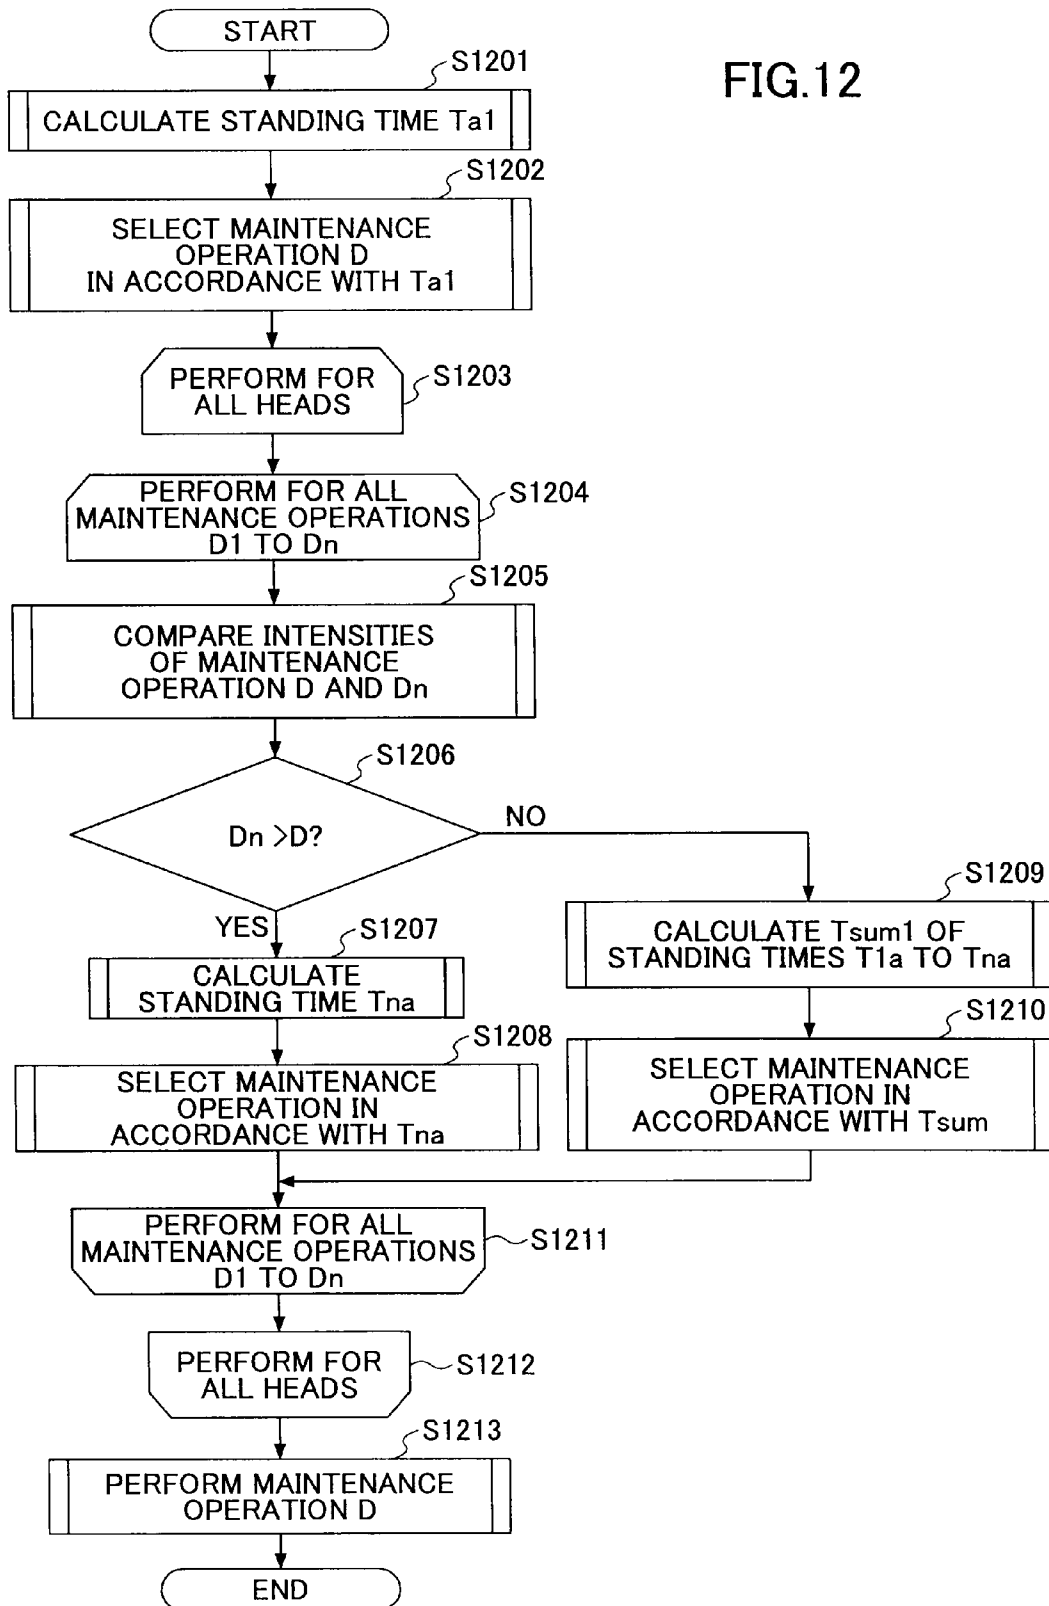 FIG.12
START
S1201
CALCULATE STANDING TIME Ta1
S1202
SELECT MAINTENANCE
OPERATION D
IN ACCORDANCE WITH Ta1
PERFORM FOR
ALL HEADS
S1203
PERFORM FOR ALL
MAINTENANCE OPERATIONS
D1 TO Dn
S1204
S1205
COMPARE INTENSITIES
OF MAINTENANCE
OPERATION D AND Dn
S1206
Dn >D?
NO
YES
S1207
CALCULATE
STANDING TIME Tna
S1208
SELECT MAINTENANCE
OPERATION IN
ACCORDANCE WITH Tna
S1209
CALCULATE Tsum1 OF
STANDING TIMES T1a TO Tna
S1210
SELECT MAINTENANCE
OPERATION IN
ACCORDANCE WITH Tsum
PERFORM FOR ALL
MAINTENANCE OPERATIONS
D1 TO Dn
S1211
PERFORM FOR
ALL HEADS
S1212
S1213
PERFORM MAINTENANCE
OPERATION D
END